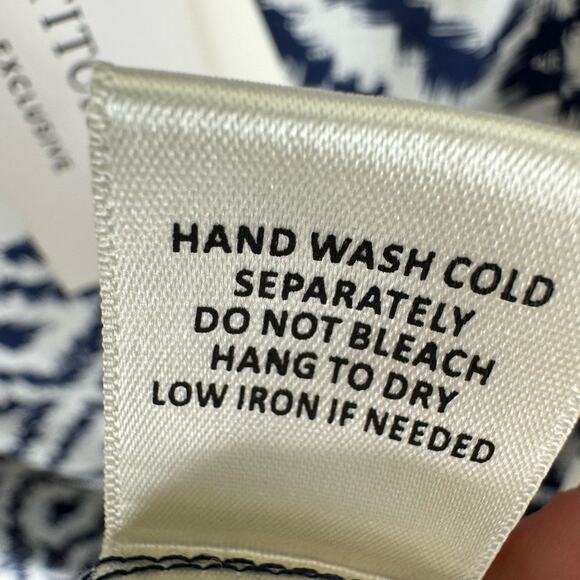 EXCLUSIVE
HAND WASH COLD
SEPARATELY
DO NOT BLEACH
HANG TO DRY
LOW IRON IF NEEDED